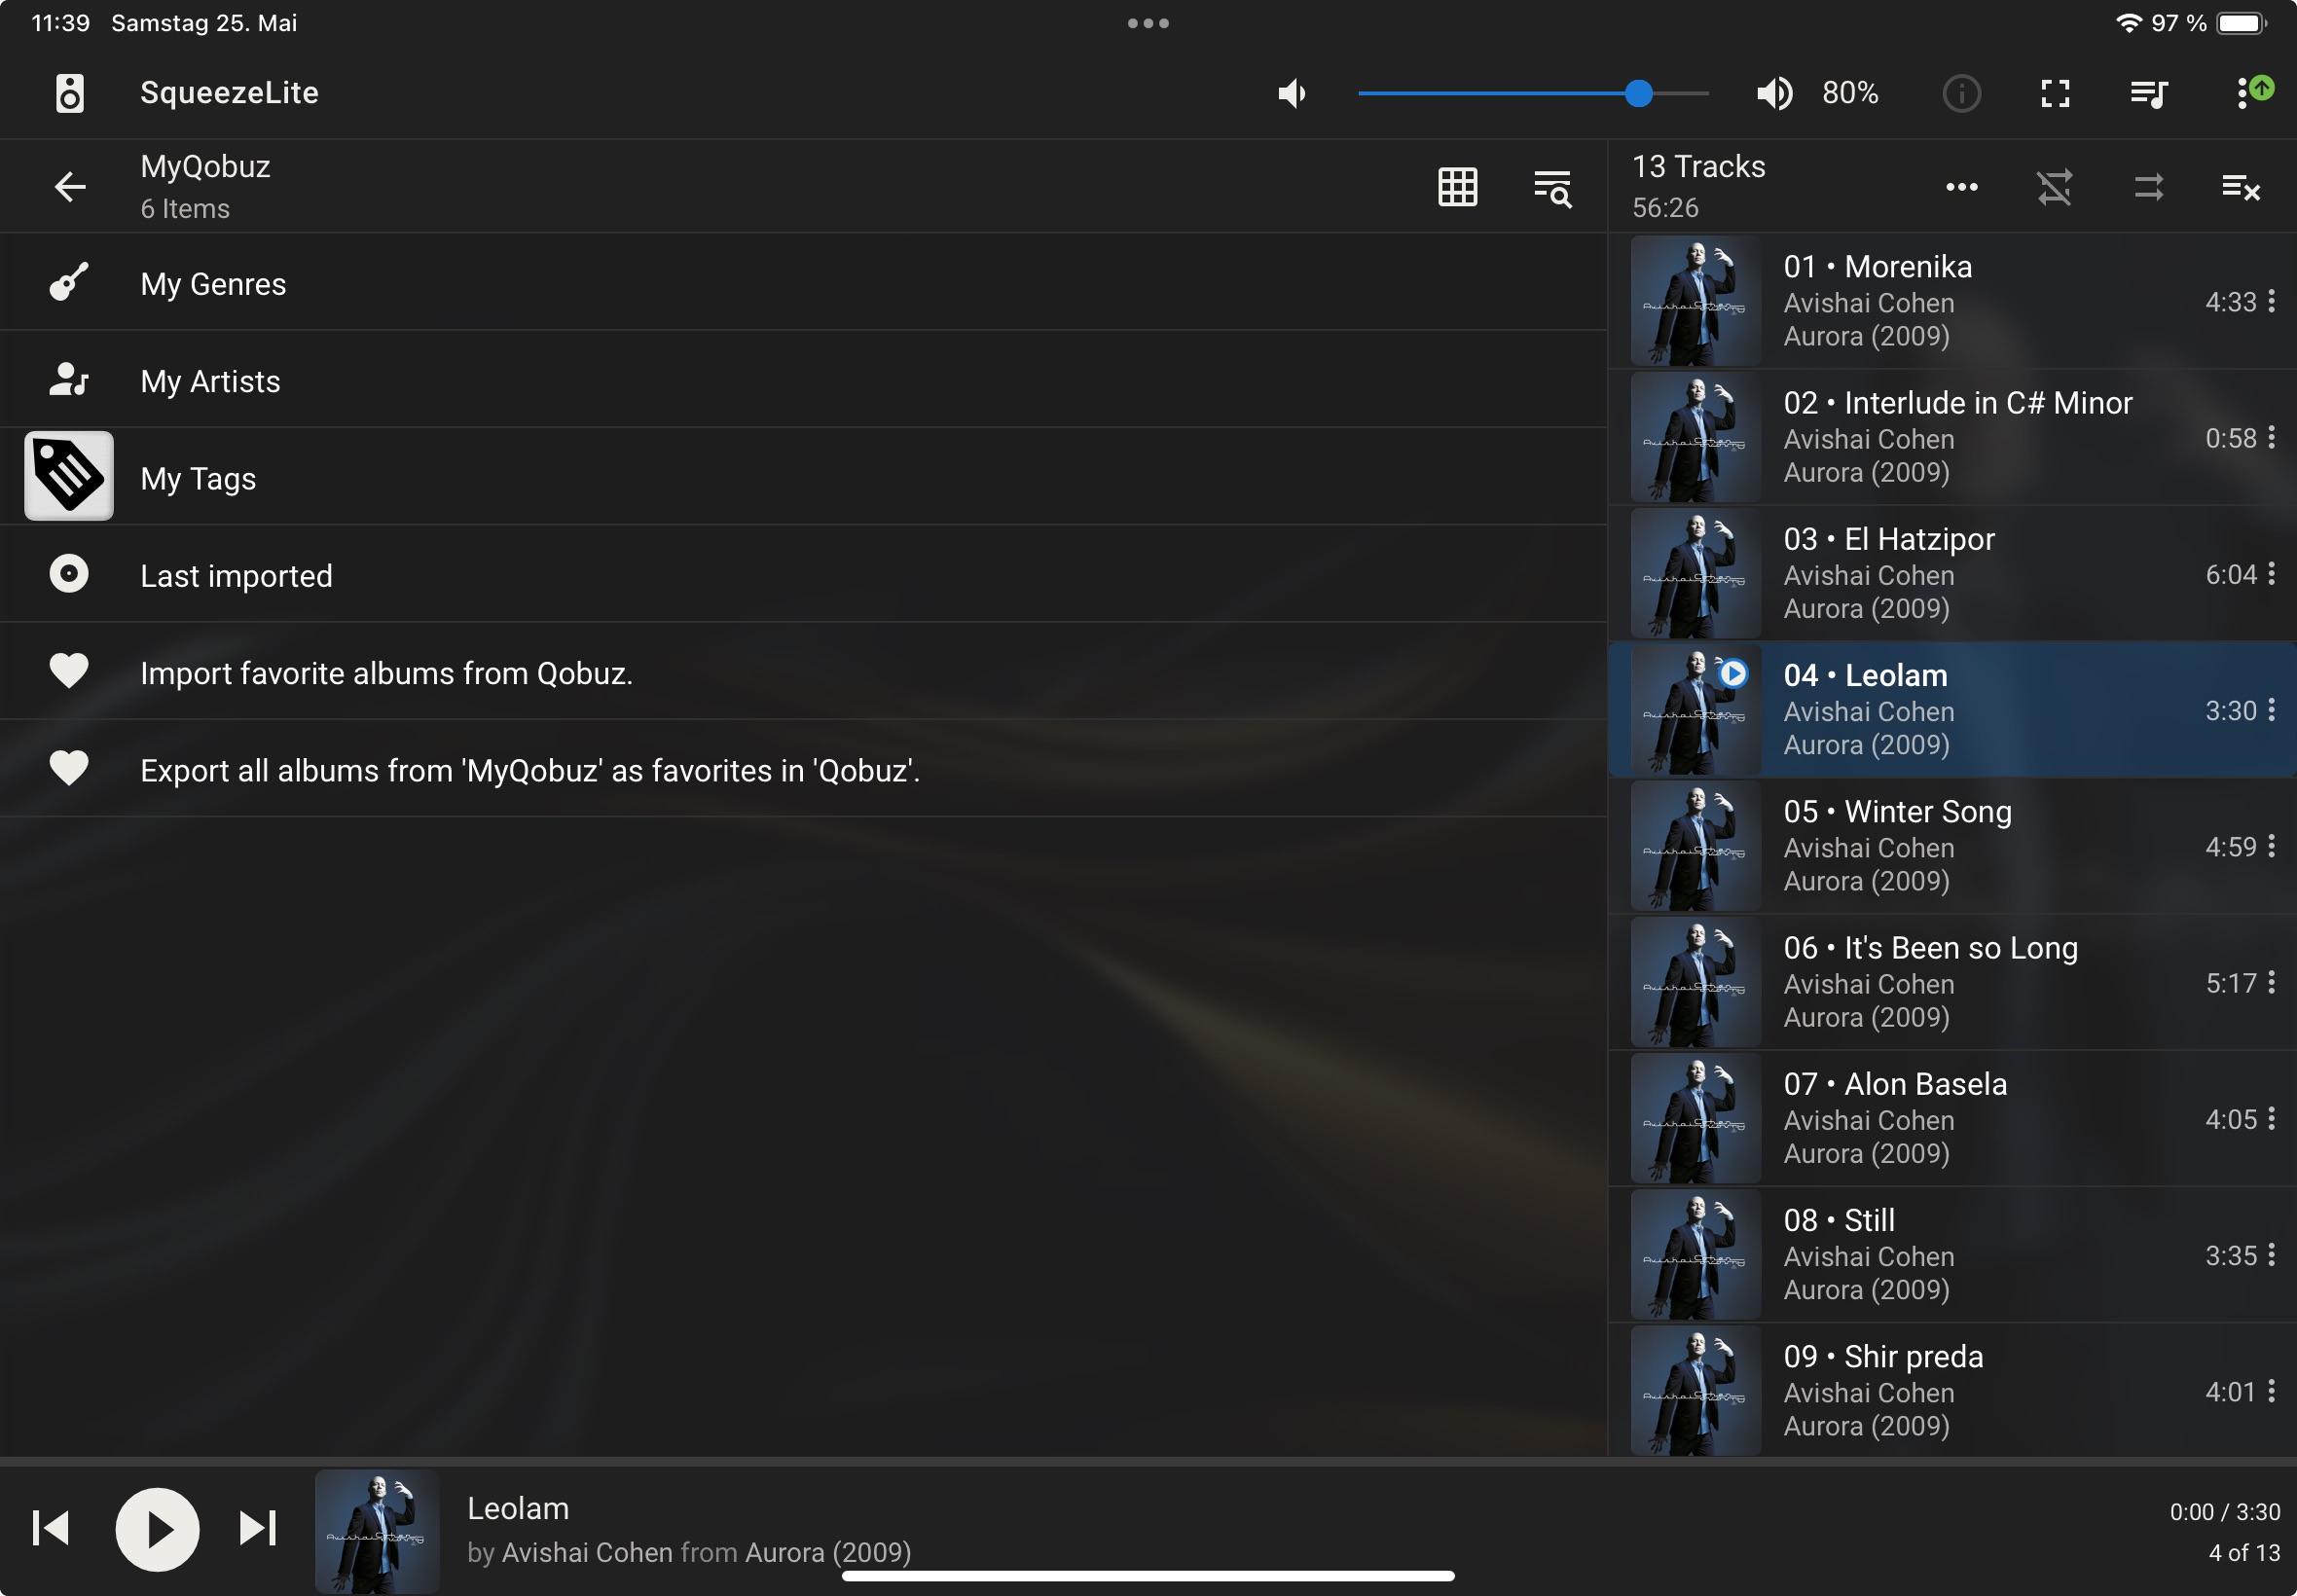 11:39 Samstag 25. Mai
97 %
SqueezeLite
80%
MyQobuz
6 Items
My Genres
My Artists
My Tags
Last imported
Import favorite albums from Qobuz.
Export all albums from 'MyQobuz' as favorites in 'Qobuz'.
13 Tracks
56:26
01 • Morenika
Avishai Cohen
Aurora (2009)
4:33
02 • Interlude in C# Minor
Avishai Cohen
Aurora (2009)
0:58
03 • El Hatzipor
Avishai Cohen
Aurora (2009)
6:04
04 • Leolam
Avishai Cohen
Aurora (2009)
3:30
05 • Winter Song
Avishai Cohen
Aurora (2009)
4:59
06 • It's Been so Long
Avishai Cohen
Aurora (2009)
5:17
07 • Alon Basela
Avishai Cohen
Aurora (2009)
4:05
08 • Still
Avishai Cohen
Aurora (2009)
3:35
09 • Shir preda
Avishai Cohen
Aurora (2009)
4:01
Leolam
by Avishai Cohen from Aurora (2009)
0:00 / 3:30
4 of 13